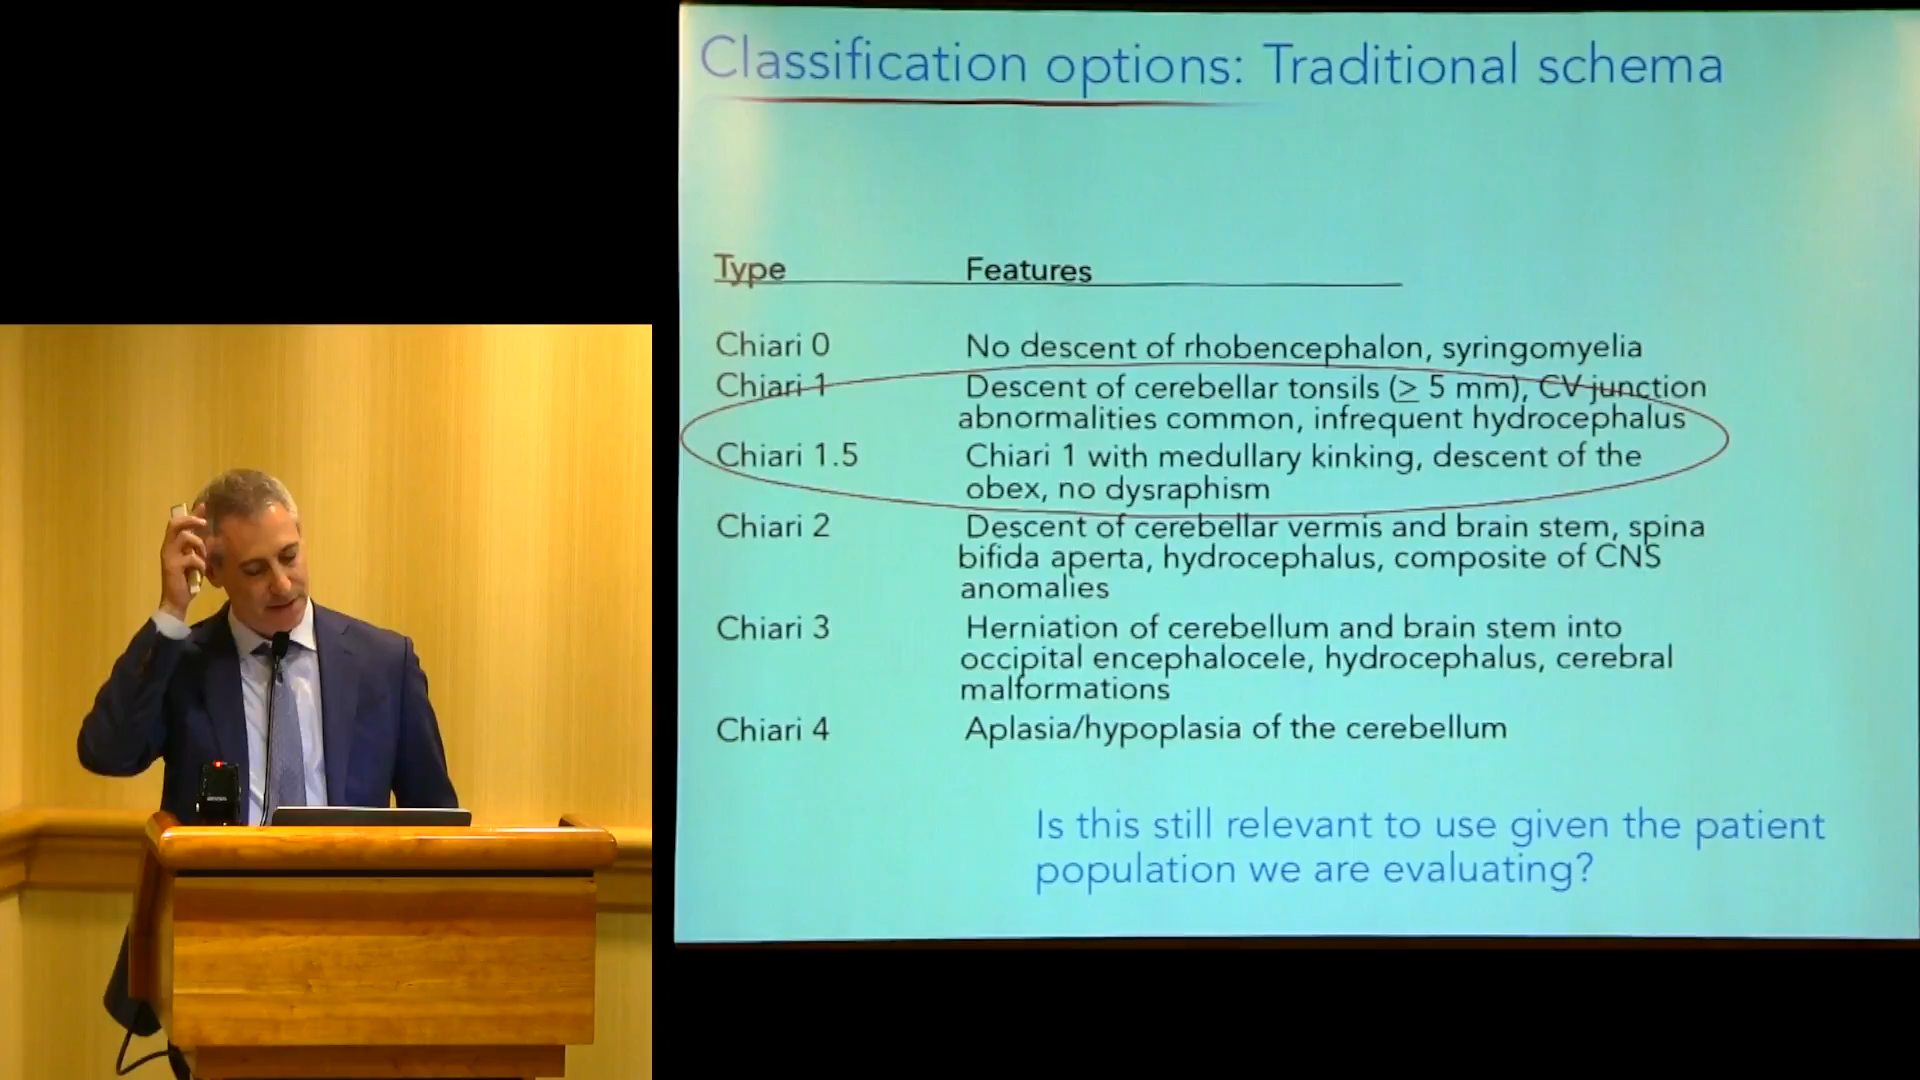 Classification options: Traditional schema
Type Features
Chiari 0 No descent of rhobencephalon, syringomyelia
Chiari 1 Descent of cerebellar tonsils (≥ 5 mm), CV junction
abnormalities common, infrequent hydrocephalus
Chiari 1.5 Chiari 1 with medullary kinking, descent of the
obex, no dysraphism
Chiari 2 Descent of cerebellar vermis and brain stem, spina
bifida aperta, hydrocephalus, composite of CNS
anomalies
Chiari 3 Herniation of cerebellum and brain stem into
occipital encephalocele, hydrocephalus, cerebral
malformations
Chiari 4 Aplasia/hypoplasia of the cerebellum
Is this still relevant to use given the patient
population we are evaluating?